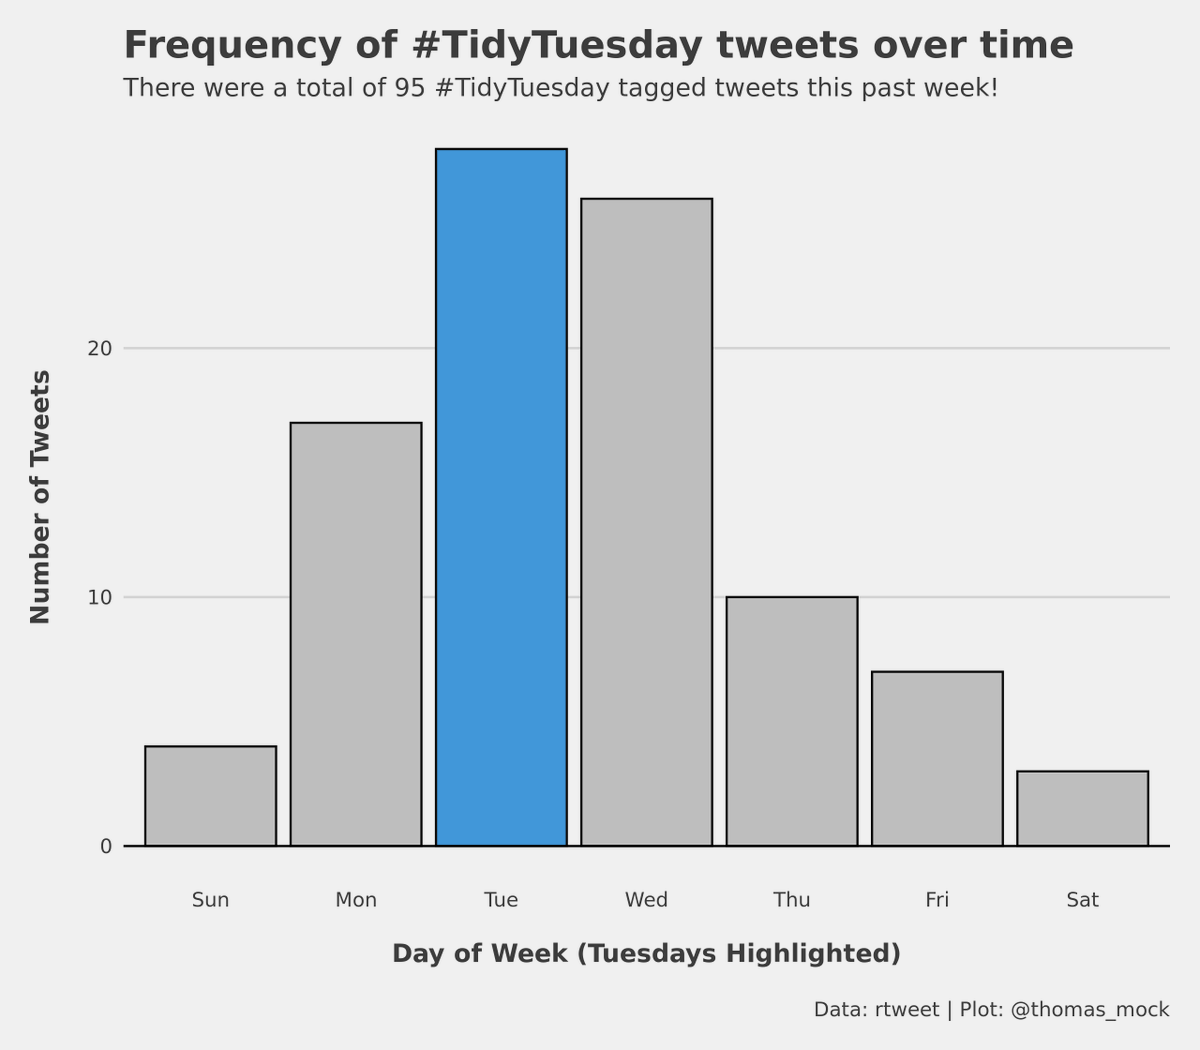 Frequency of #TidyTuesday tweets over time
There were a total of 95 #TidyTuesday tagged tweets this past week!
Number of Tweets
20
10
0
Sun Mon Tue Wed Thu Fri Sat
Day of Week (Tuesdays Highlighted)
Data: rtweet | Plot: @thomas_mock